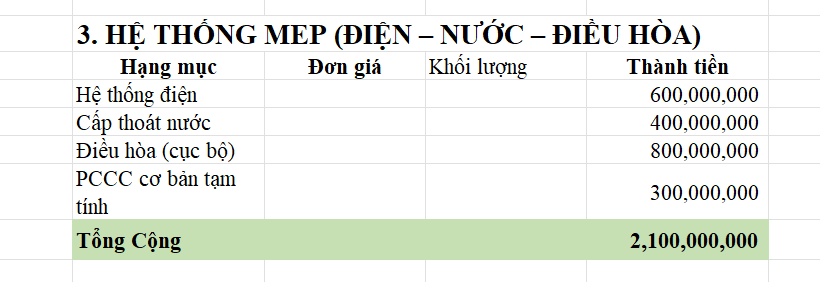 3. HỆ THỐNG MEP (ĐIỆN – NƯỚC – ĐIỀU HÒA)
Hạng mục Đơn giá Khối lượng Thành tiền
Hệ thống điện 600,000,000
Cấp thoát nước 400,000,000
Điều hòa (cục bộ) 800,000,000
PCCC cơ bản tạm
tính 300,000,000
Tổng Cộng 2,100,000,000